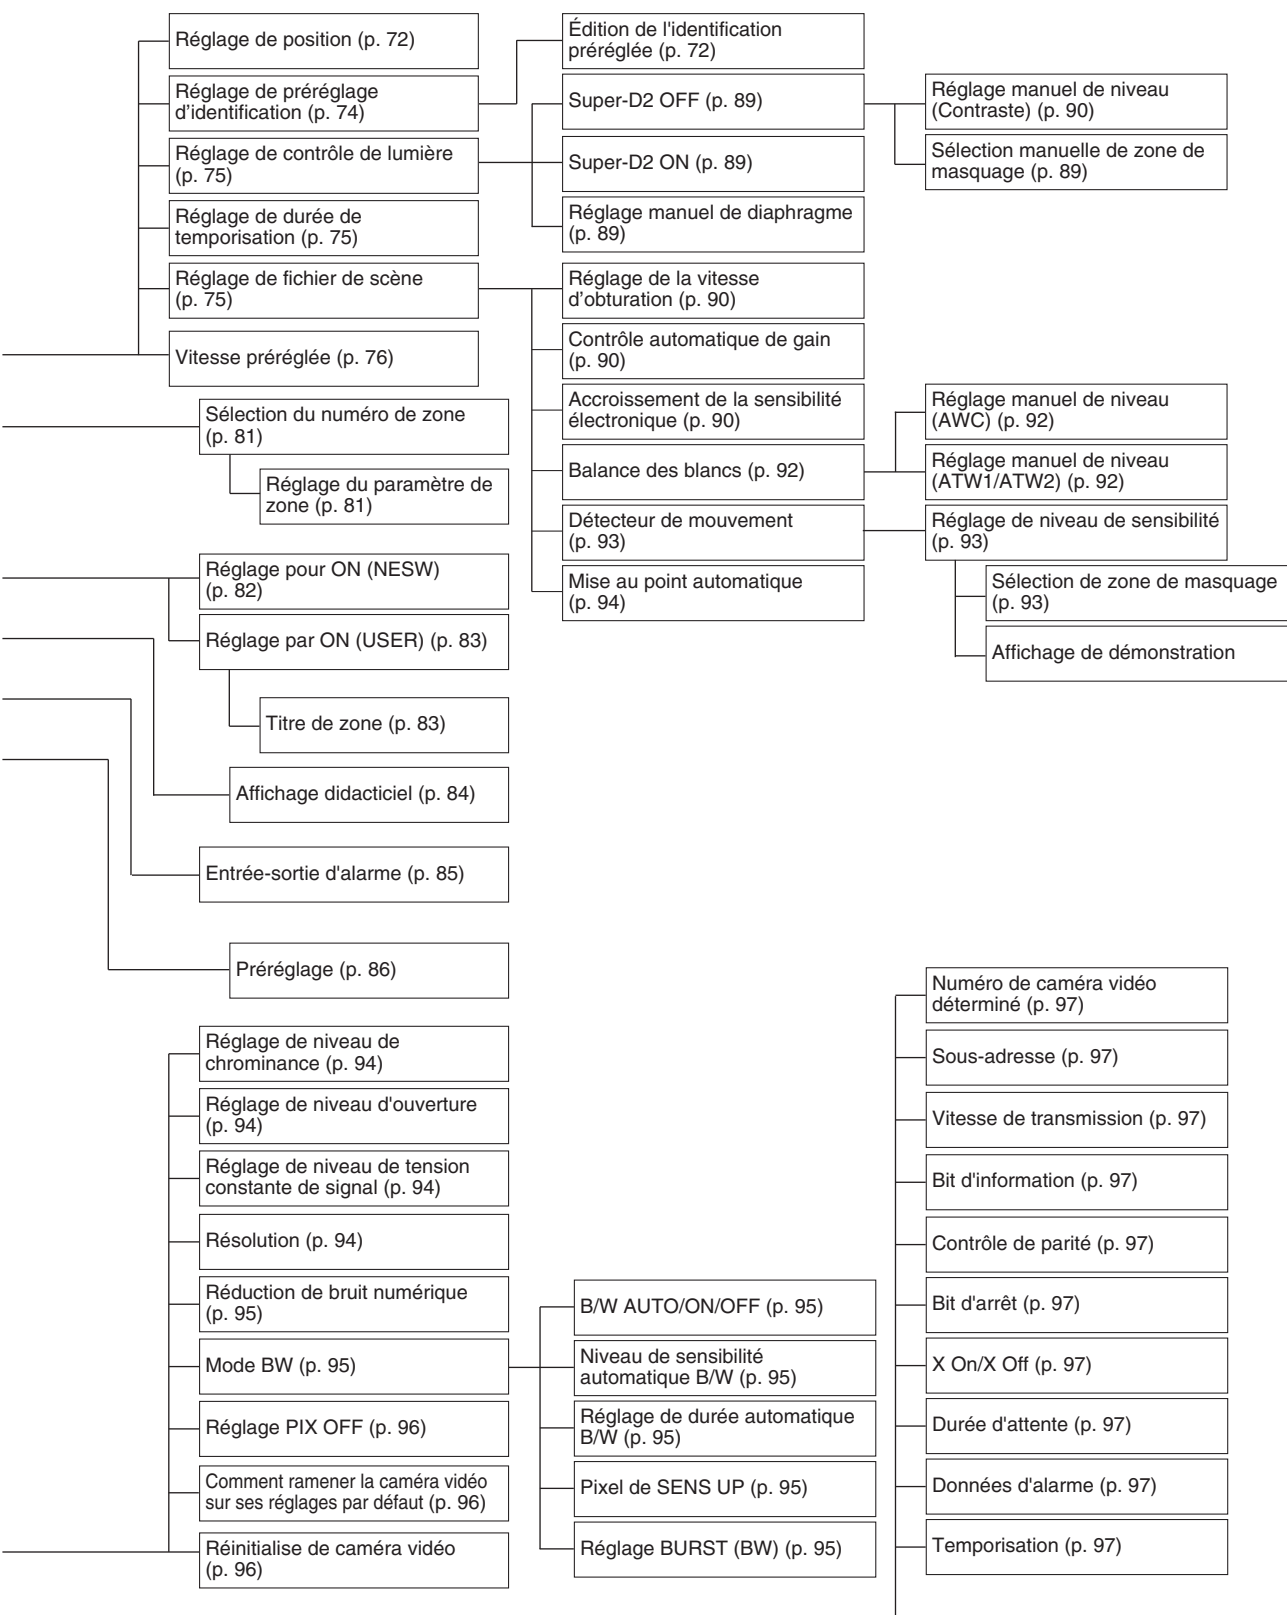 Réglage de position (p. 72)
Réglage de préréglage
d’identification (p. 74)
Réglage de contrôle de lumière
(p. 75)
Réglage de durée de
temporisation (p. 75)
Réglage de fichier de scène
(p. 75)
Vitesse préréglée (p. 76)
Édition de l'identification
préréglée (p. 72)
Super-D2 OFF (p. 89)
Super-D2 ON (p. 89)
Réglage manuel de diaphragme
(p. 89)
Réglage manuel de niveau
(Contraste) (p. 90)
Sélection manuelle de zone de
masquage (p. 89)
Réglage de la vitesse
d’obturation (p. 90)
Contrôle automatique de gain
(p. 90)
Accroissement de la sensibilité
électronique (p. 90)
Balance des blancs (p. 92)
Détecteur de mouvement
(p. 93)
Mise au point automatique
(p. 94)
Réglage manuel de niveau
(AWC) (p. 92)
Réglage manuel de niveau
(ATW1/ATW2) (p. 92)
Réglage de niveau de sensibilité
(p. 93)
Sélection de zone de masquage
(p. 93)
Affichage de démonstration
Sélection du numéro de zone
(p. 81)
Réglage du paramètre de
zone (p. 81)
Réglage pour ON (NESW)
(p. 82)
Réglage par ON (USER) (p. 83)
Titre de zone (p. 83)
Affichage didacticiel (p. 84)
Entrée-sortie d'alarme (p. 85)
Préréglage (p. 86)
Réglage de niveau de
chrominance (p. 94)
Réglage de niveau d'ouverture
(p. 94)
Réglage de niveau de tension
constante de signal (p. 94)
Résolution (p. 94)
Réduction de bruit numérique
(p. 95)
Mode BW (p. 95)
Réglage PIX OFF (p. 96)
Comment ramener la caméra vidéo
sur ses réglages par défaut (p. 96)
Réinitialise de caméra vidéo
(p. 96)
B/W AUTO/ON/OFF (p. 95)
Niveau de sensibilité
automatique B/W (p. 95)
Réglage de durée automatique
B/W (p. 95)
Pixel de SENS UP (p. 95)
Réglage BURST (BW) (p. 95)
Numéro de caméra vidéo
déterminé (p. 97)
Sous-adresse (p. 97)
Vitesse de transmission (p. 97)
Bit d'information (p. 97)
Contrôle de parité (p. 97)
Bit d'arrêt (p. 97)
X On/X Off (p. 97)
Durée d'attente (p. 97)
Données d'alarme (p. 97)
Temporisation (p. 97)